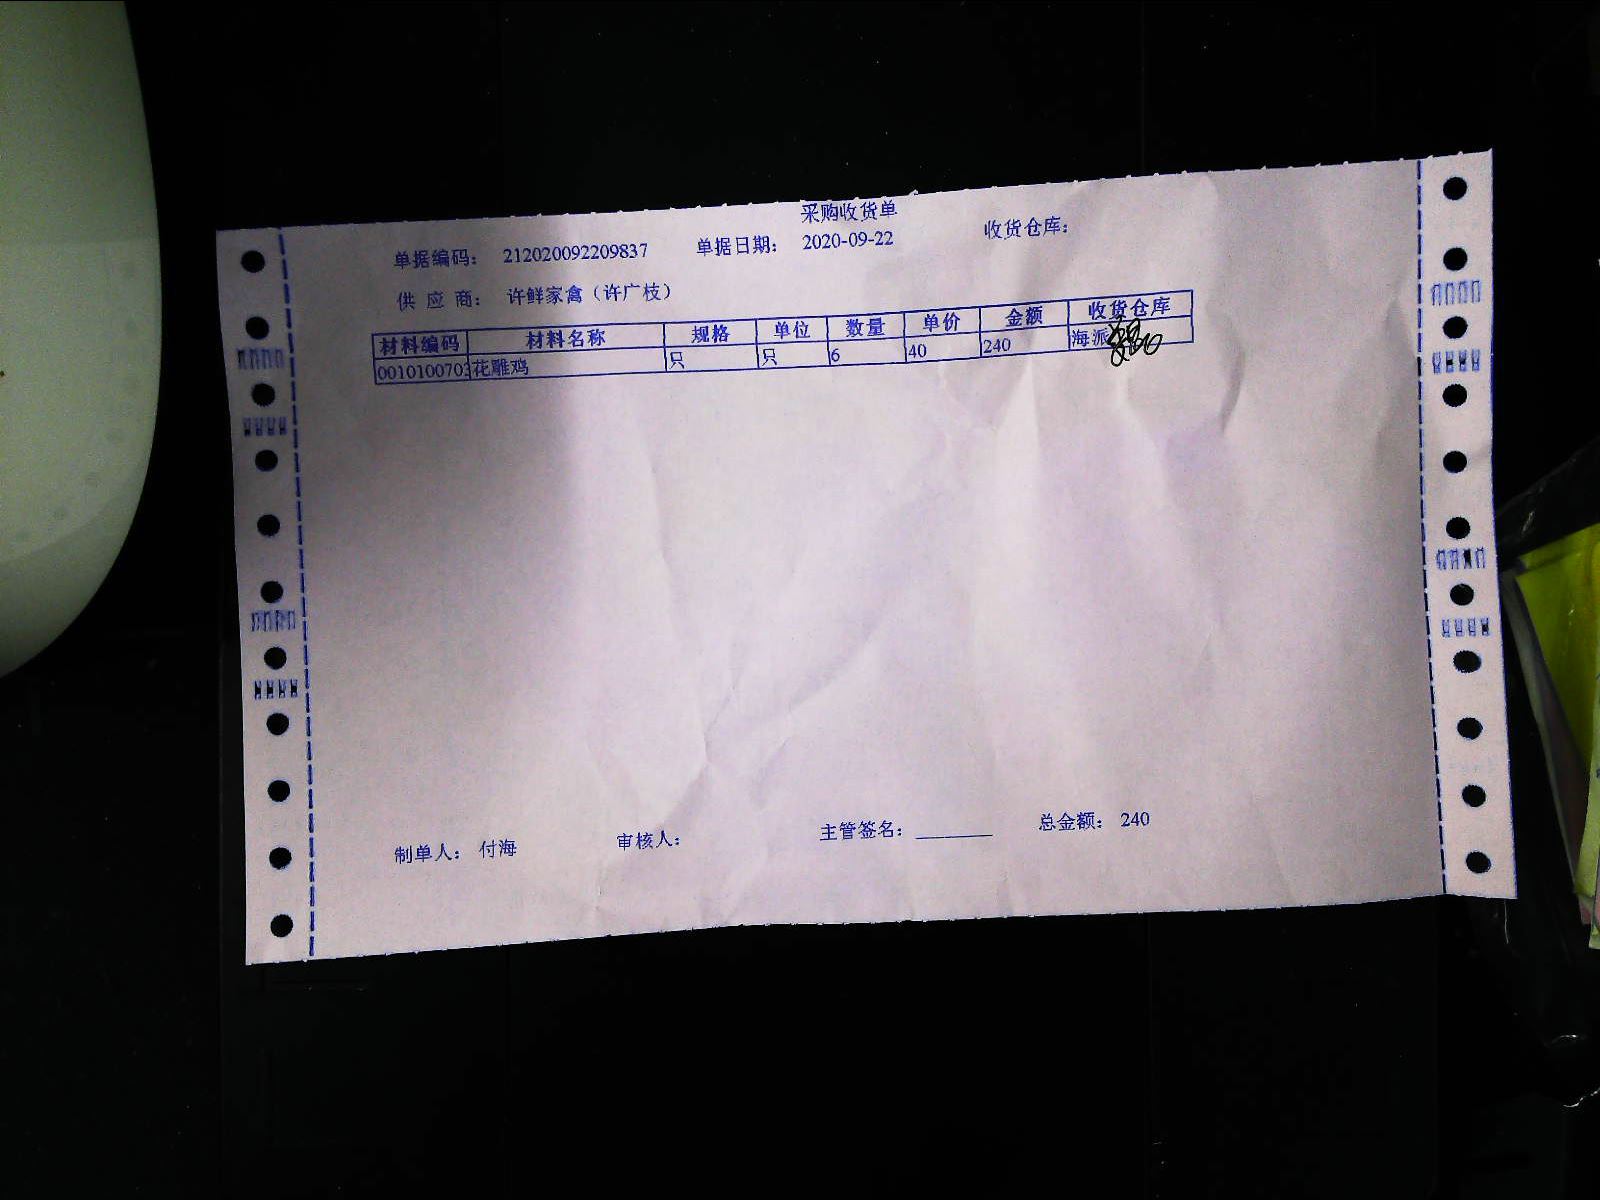 采购收货单
单据编码： 212020092209837 单据日期： 2020-09-22 收货仓库：
供 应 商： 许鲜家禽（许广枝）
材料编码 材料名称 规格 单位 数量 单价 金额 收货仓库
0010100703 花雕鸡 只 只 6 40 240 海派
制单人： 付海 审核人： 主管签名： ________ 总金额： 240